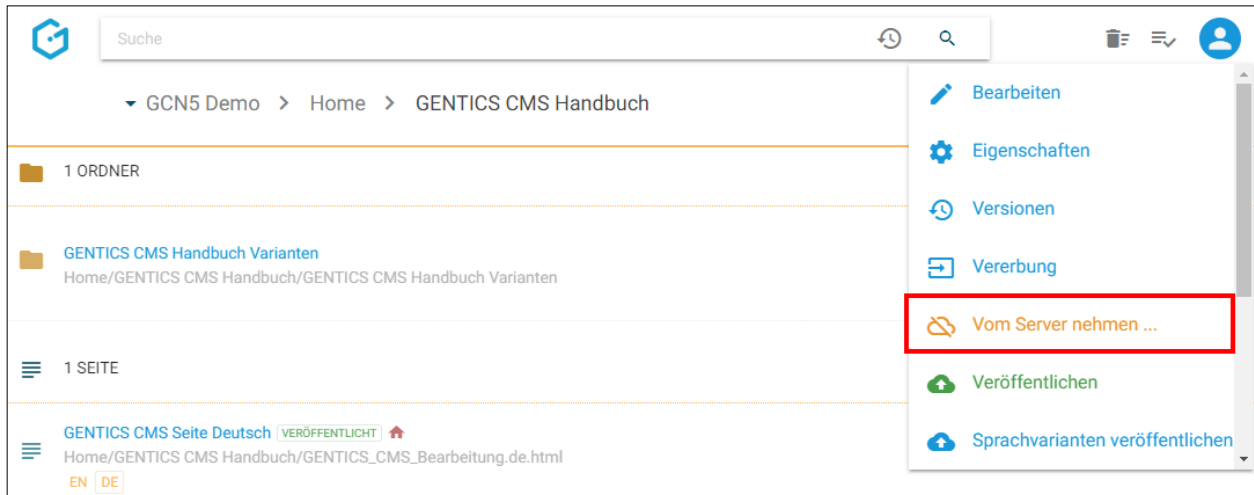 Suche
GCN5 Demo > Home > GENTICS CMS Handbuch
1 ORDNER
GENTICS CMS Handbuch Varianten
Home/GENTICS CMS Handbuch/GENTICS CMS Handbuch Varianten
1 SEITE
GENTICS CMS Seite Deutsch VERÖFFENTLICHT
Home/GENTICS CMS Handbuch/GENTICS_CMS_Bearbeitung.de.html
EN DE
Bearbeiten
Eigenschaften
Versionen
Vererbung
Vom Server nehmen ...
Veröffentlichen
Sprachvarianten veröffentlichen